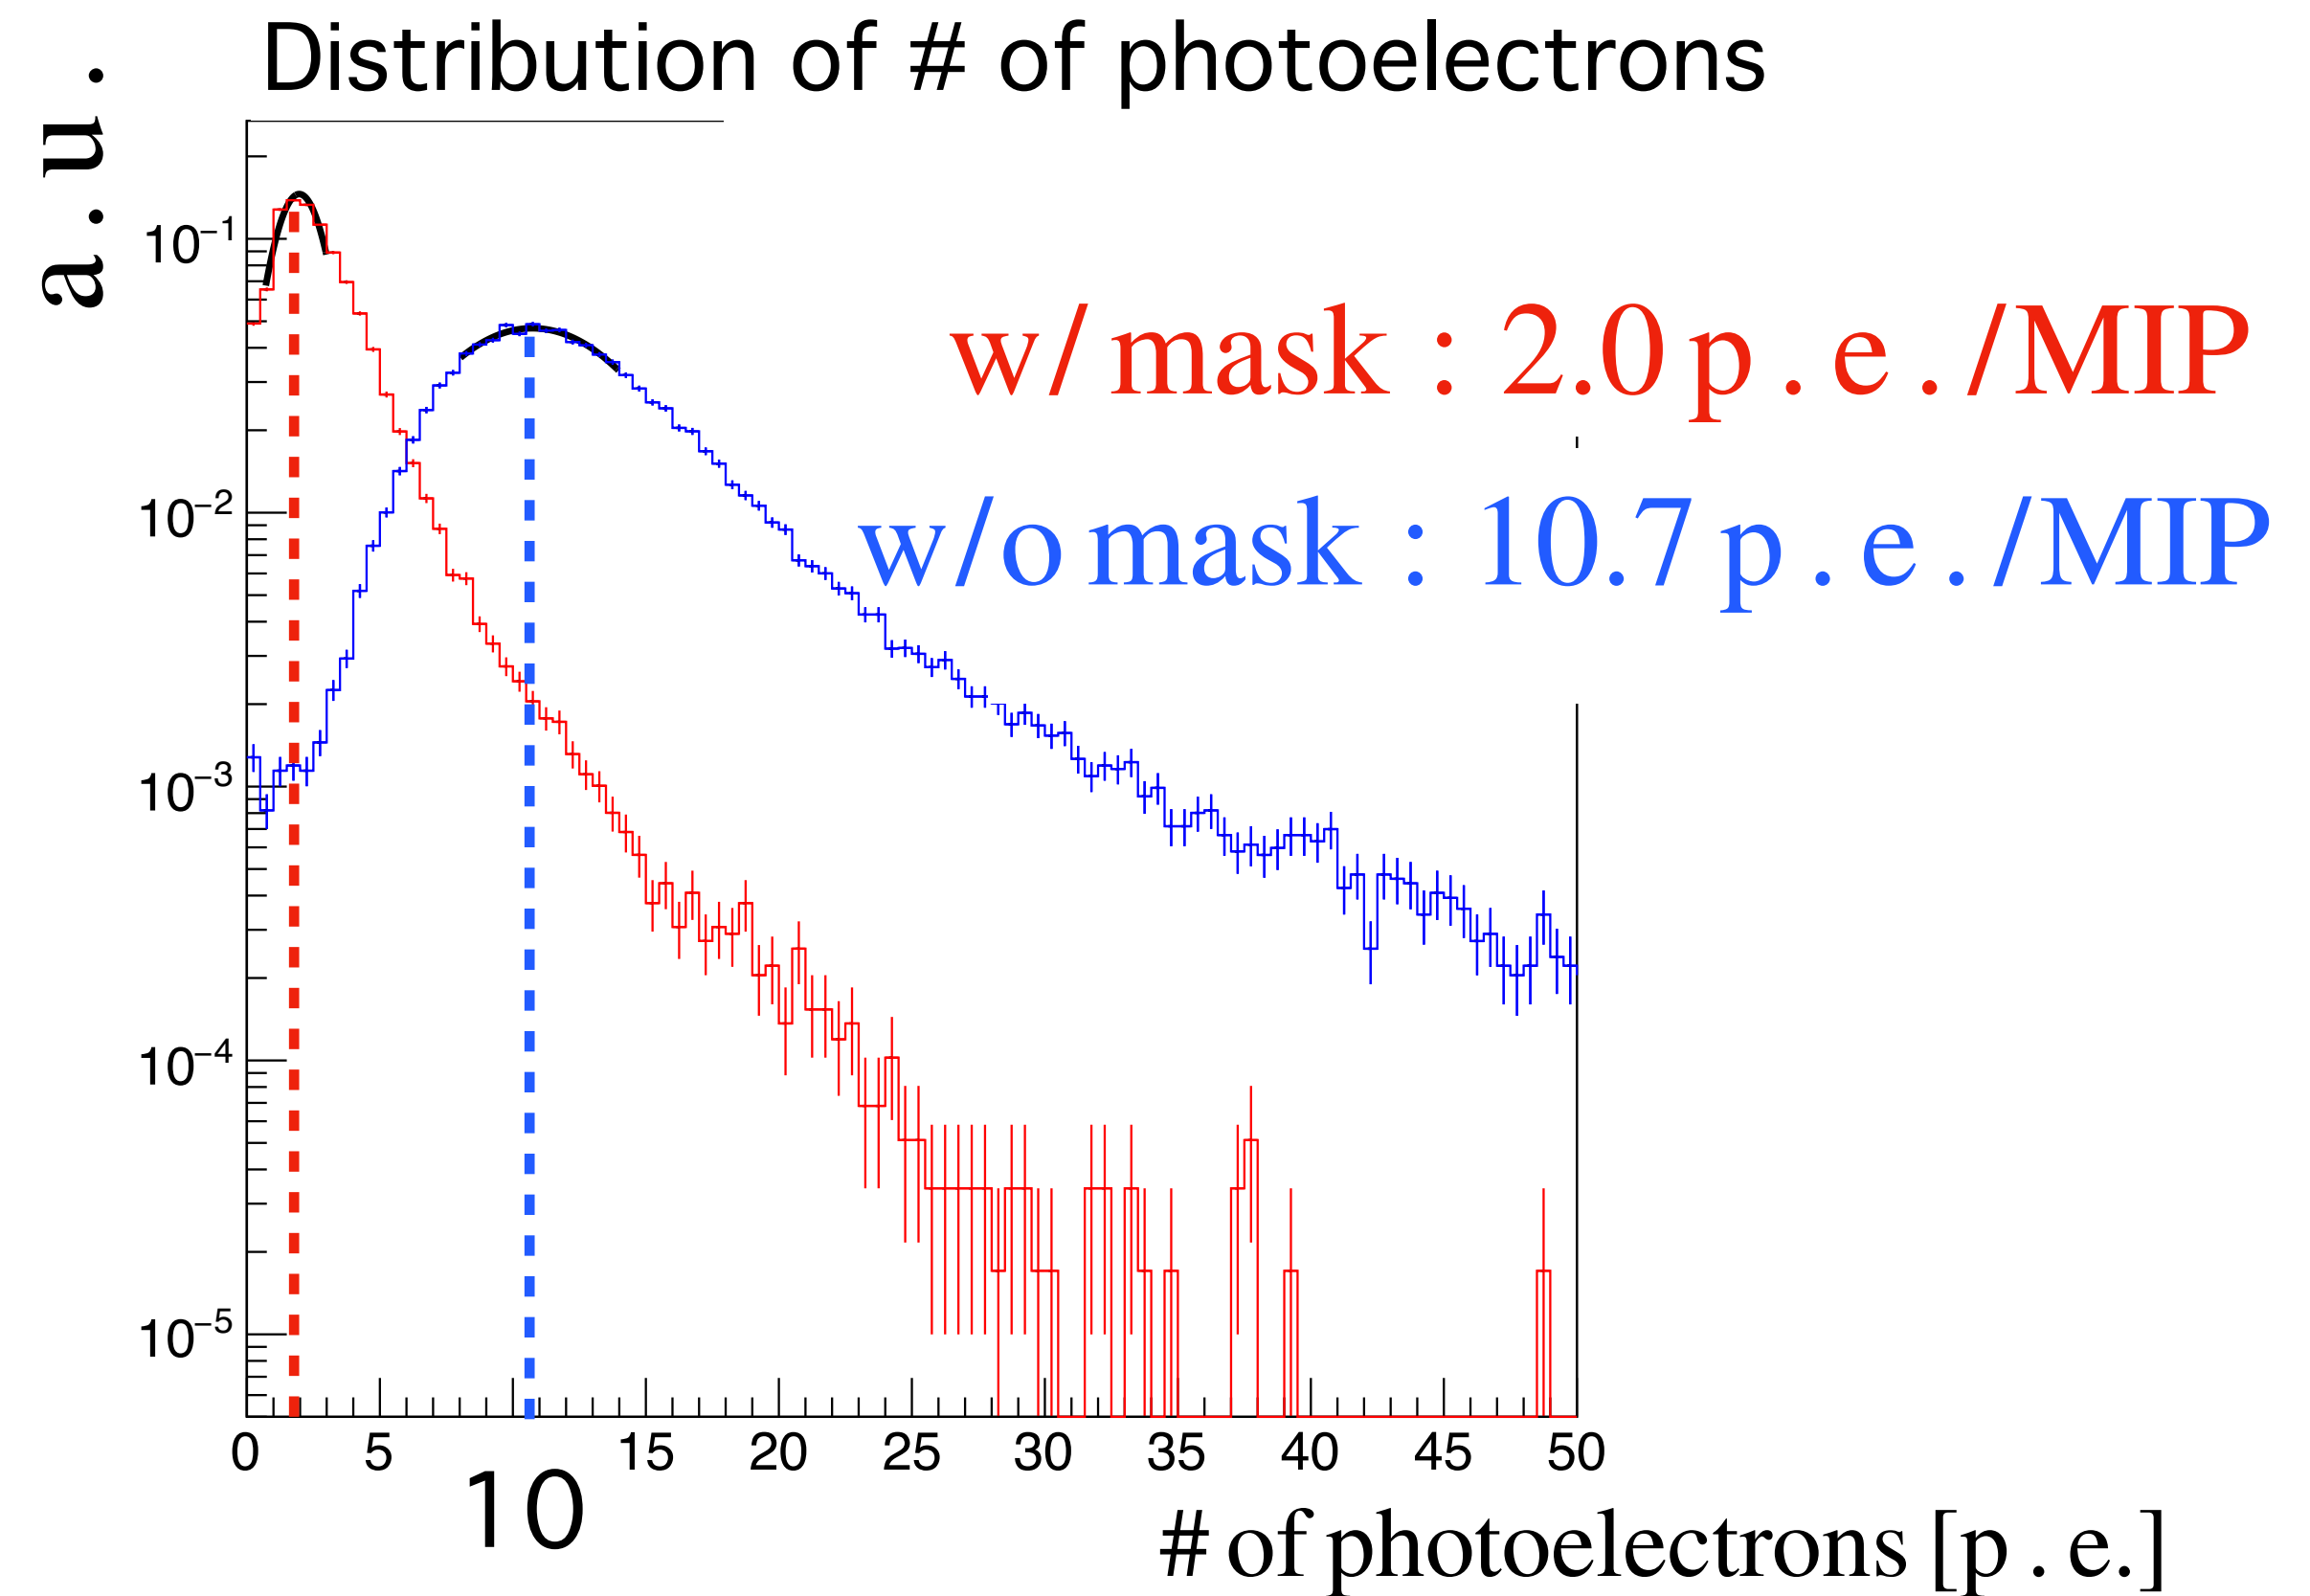 Distribution of # of photoelectrons
a.u.
10⁻¹
w/ mask : 2.0 p.e./MIP
10⁻²
w/o mask : 10.7 p.e./MIP
10⁻³
10⁻⁴
10⁻⁵
0 5 10 15 20 25 30 35 40 45 50
# of photoelectrons [p.e.]